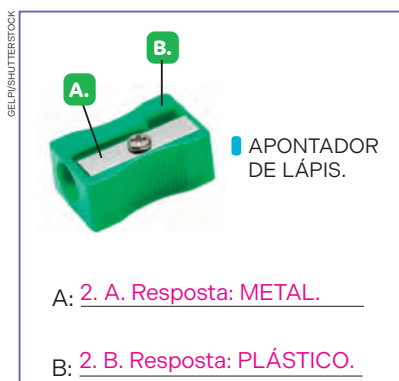 GELPI/SHUTTERSTOCK
B.
A.
APONTADOR
DE LÁPIS.
A: 2. A. Resposta: METAL.
B: 2. B. Resposta: PLÁSTICO.